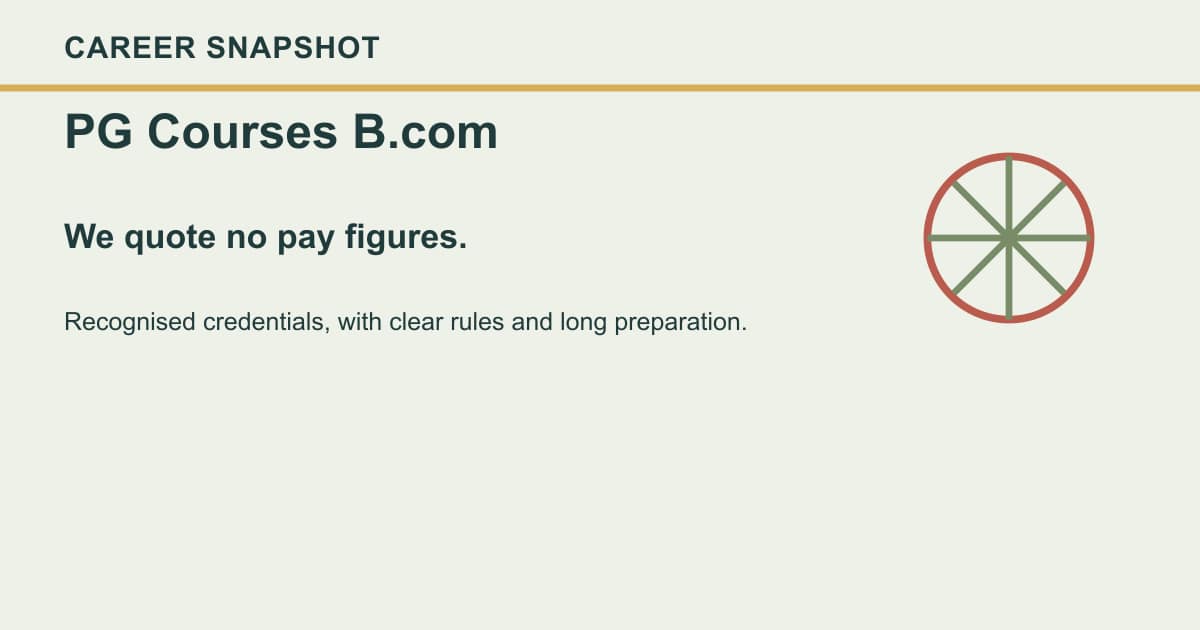 CAREER SNAPSHOT
PG Courses B.com
We quote no pay figures.
Recognised credentials, with clear rules and long preparation.